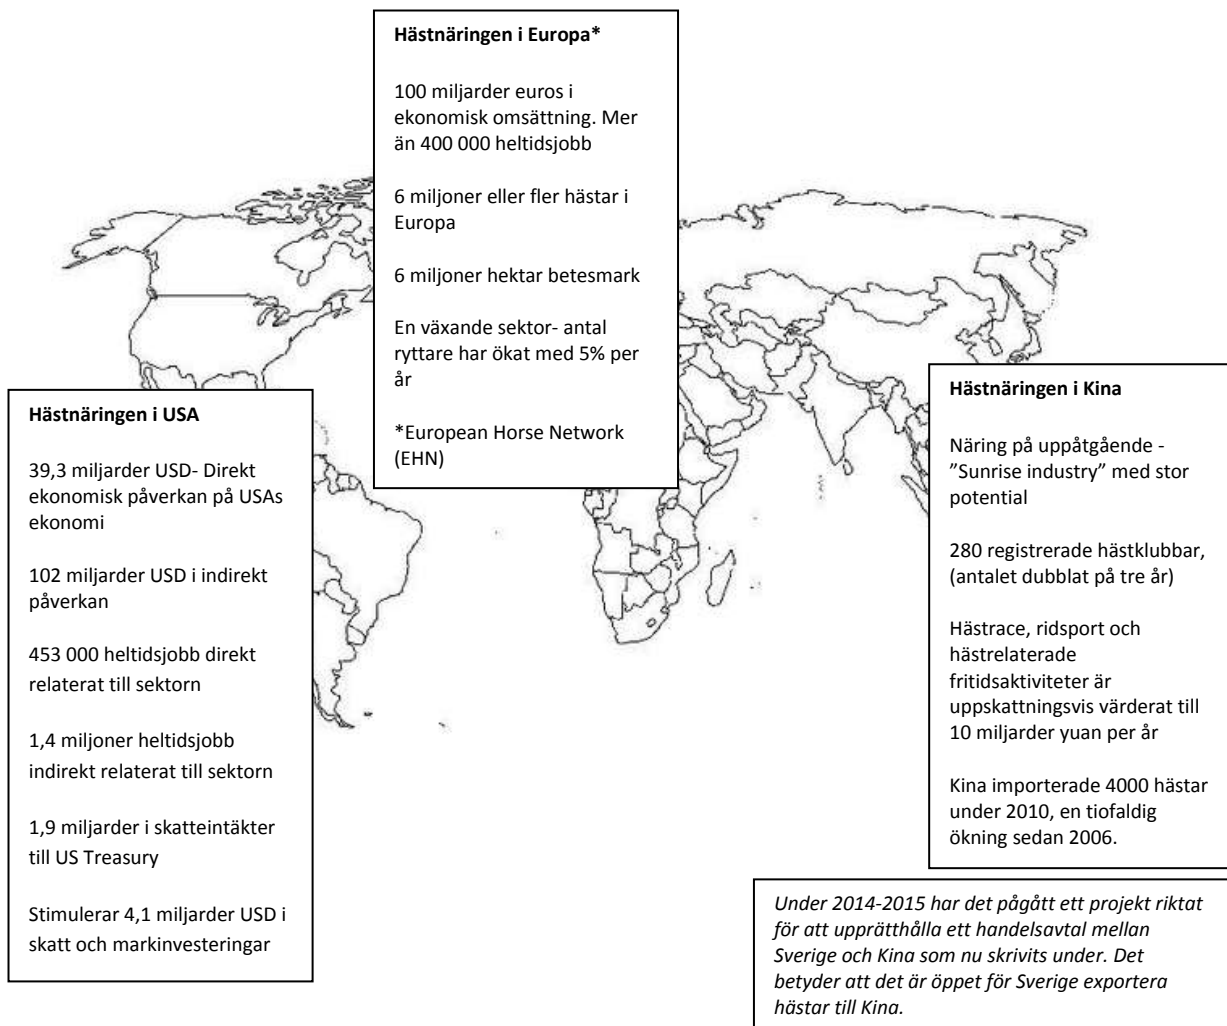 Hästnäringen i Europa*
100 miljarder euros i
ekonomisk omsättning. Mer
än 400 000 heltidsjobb
6 miljoner eller fler hästar i
Europa
6 miljoner hektar betesmark
En växande sektor- antal
ryttare har ökat med 5% per
år
*European Horse Network
(EHN)
Hästnäringen i USA
39,3 miljarder USD- Direkt
ekonomisk påverkan på USAs
ekonomi
102 miljarder USD i indirekt
påverkan
453 000 heltidsjobb direkt
relaterat till sektorn
1,4 miljoner heltidsjobb
indirekt relaterat till sektorn
1,9 miljarder i skatteintäkter
till US Treasury
Stimulerar 4,1 miljarder USD i
skatt och markinvesteringar
Hästnäringen i Kina
Näring på uppåtgående -
”Sunrise industry” med stor
potential
280 registrerade hästklubbar,
(antalet dubblat på tre år)
Hästrace, ridsport och
hästrelaterade
fritidsaktiviteter är
uppskattningsvis värderat till
10 miljarder yuan per år
Kina importerade 4000 hästar
under 2010, en tiofaldig
ökning sedan 2006.
Under 2014-2015 har det pågått ett projekt riktat
för att upprätthålla ett handelsavtal mellan
Sverige och Kina som nu skrivits under. Det
betyder att det är öppet för Sverige exportera
hästar till Kina.